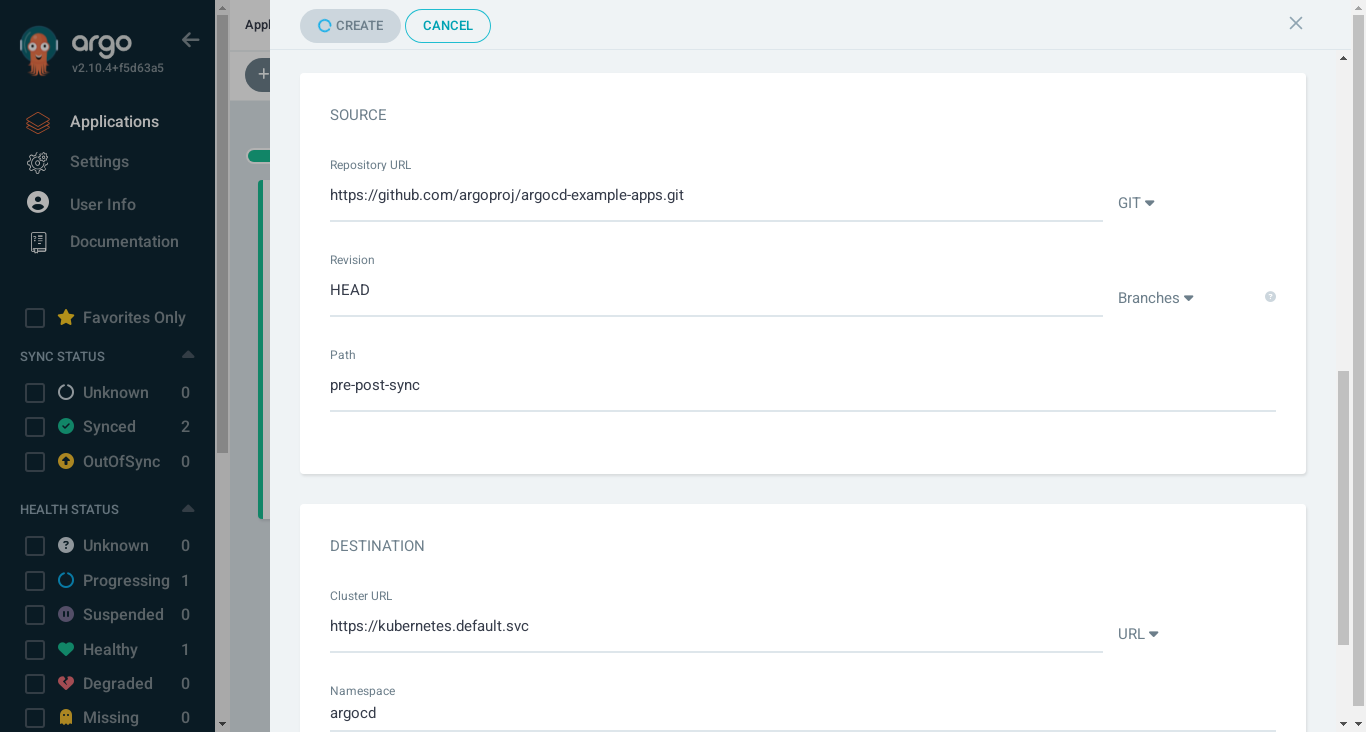 argo
v2.10.4+f5d63a5
Applications
Settings
User Info
Documentation
Favorites Only
SYNC STATUS
Unknown 0
Synced 2
OutOfSync 0
HEALTH STATUS
Unknown 0
Progressing 1
Suspended 0
Healthy 1
Degraded 0
Missing 0
Appl
+
CREATE
CANCEL
SOURCE
Repository URL
https://github.com/argoproj/argocd-example-apps.git
GIT
Revision
HEAD
Branches
?
Path
pre-post-sync
DESTINATION
Cluster URL
https://kubernetes.default.svc
URL
Namespace
argocd